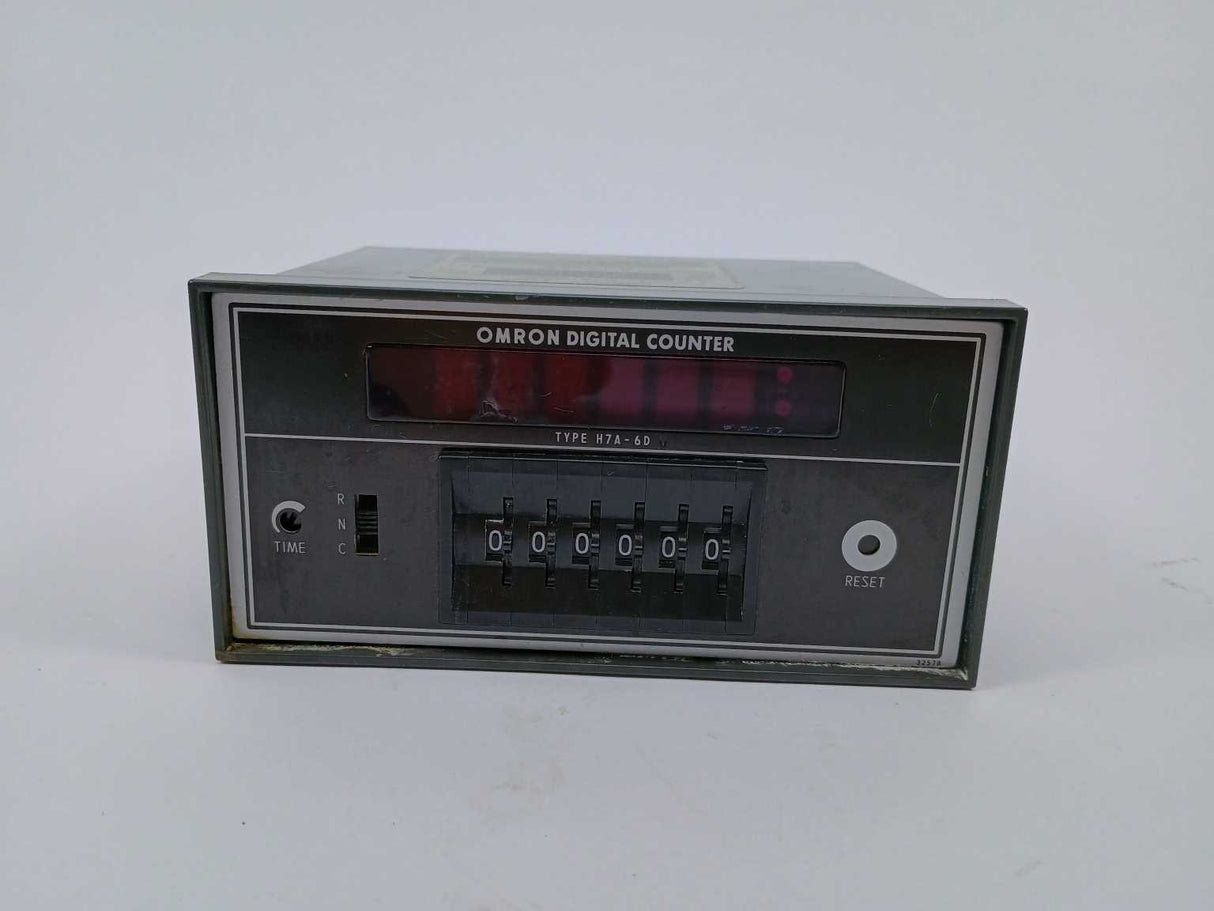 OMRON DIGITAL COUNTER
TYPE H7A-6D
R
N
C
TIME
0 0 0 0 0 0
RESET